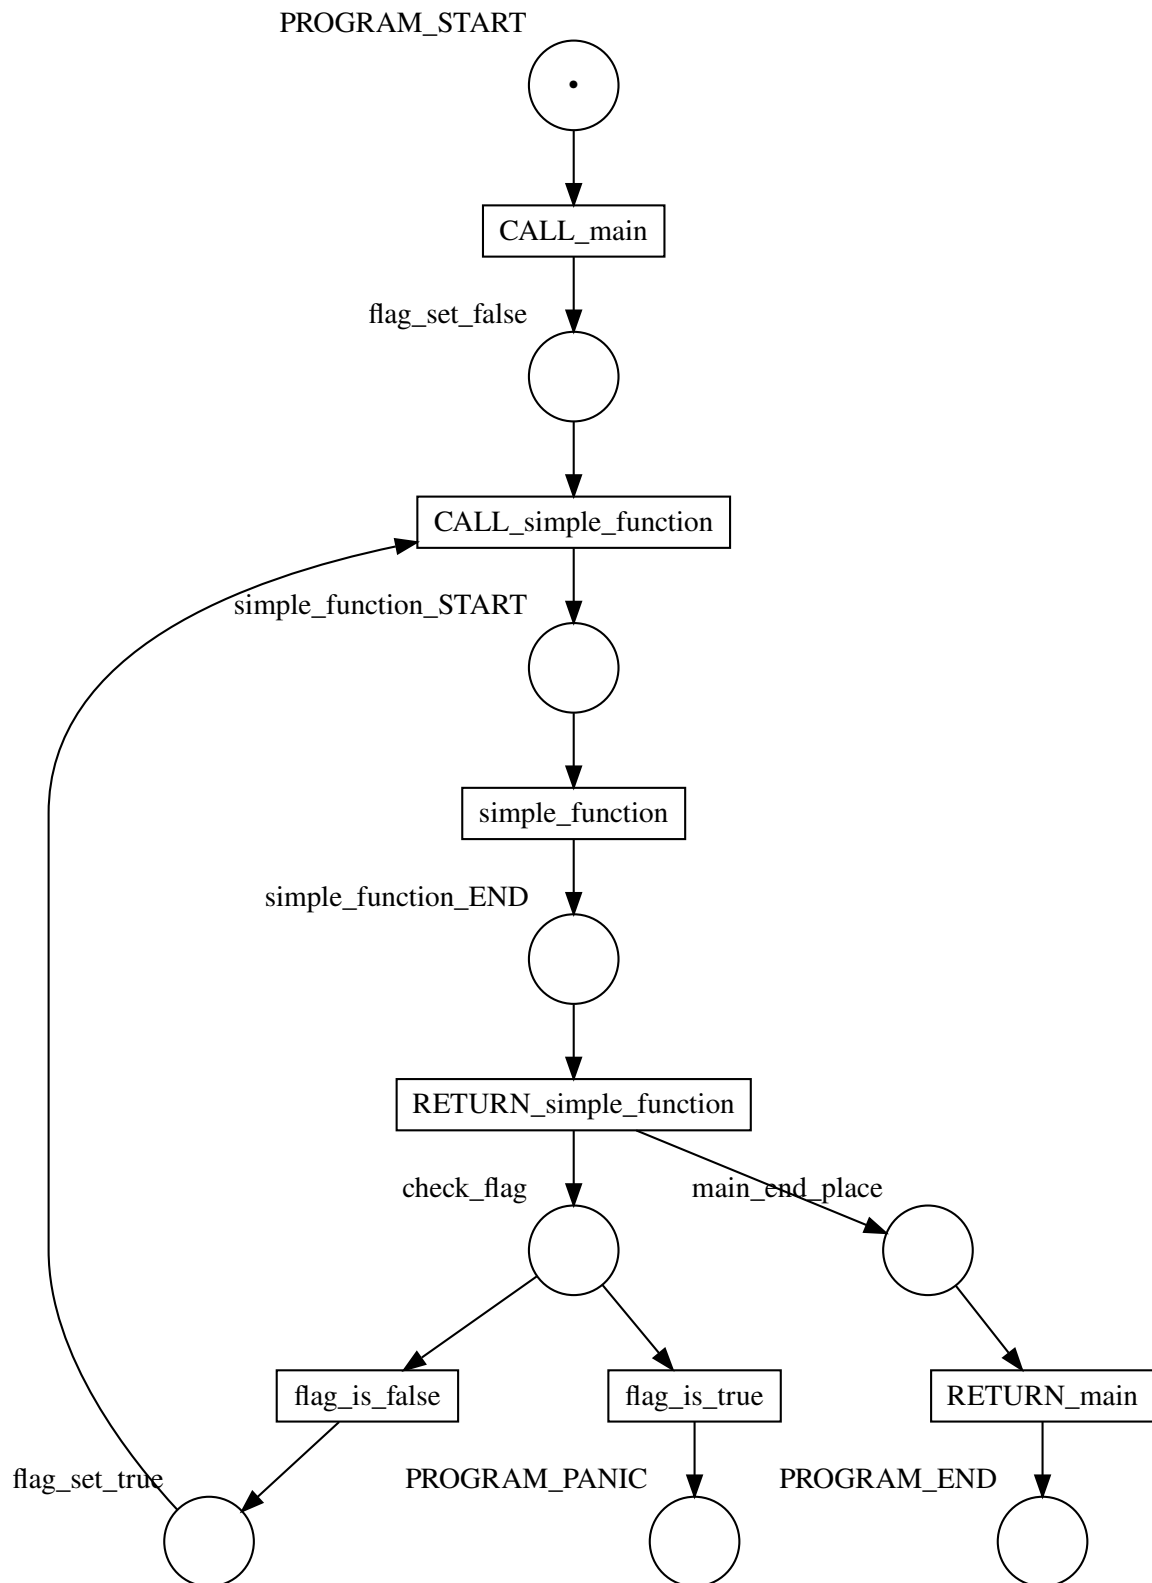 PROGRAM_START
CALL_main
flag_set_false
CALL_simple_function
simple_function_START
simple_function
simple_function_END
RETURN_simple_function
check_flag
main_end_place
flag_is_false
flag_is_true
RETURN_main
flag_set_true
PROGRAM_PANIC
PROGRAM_END